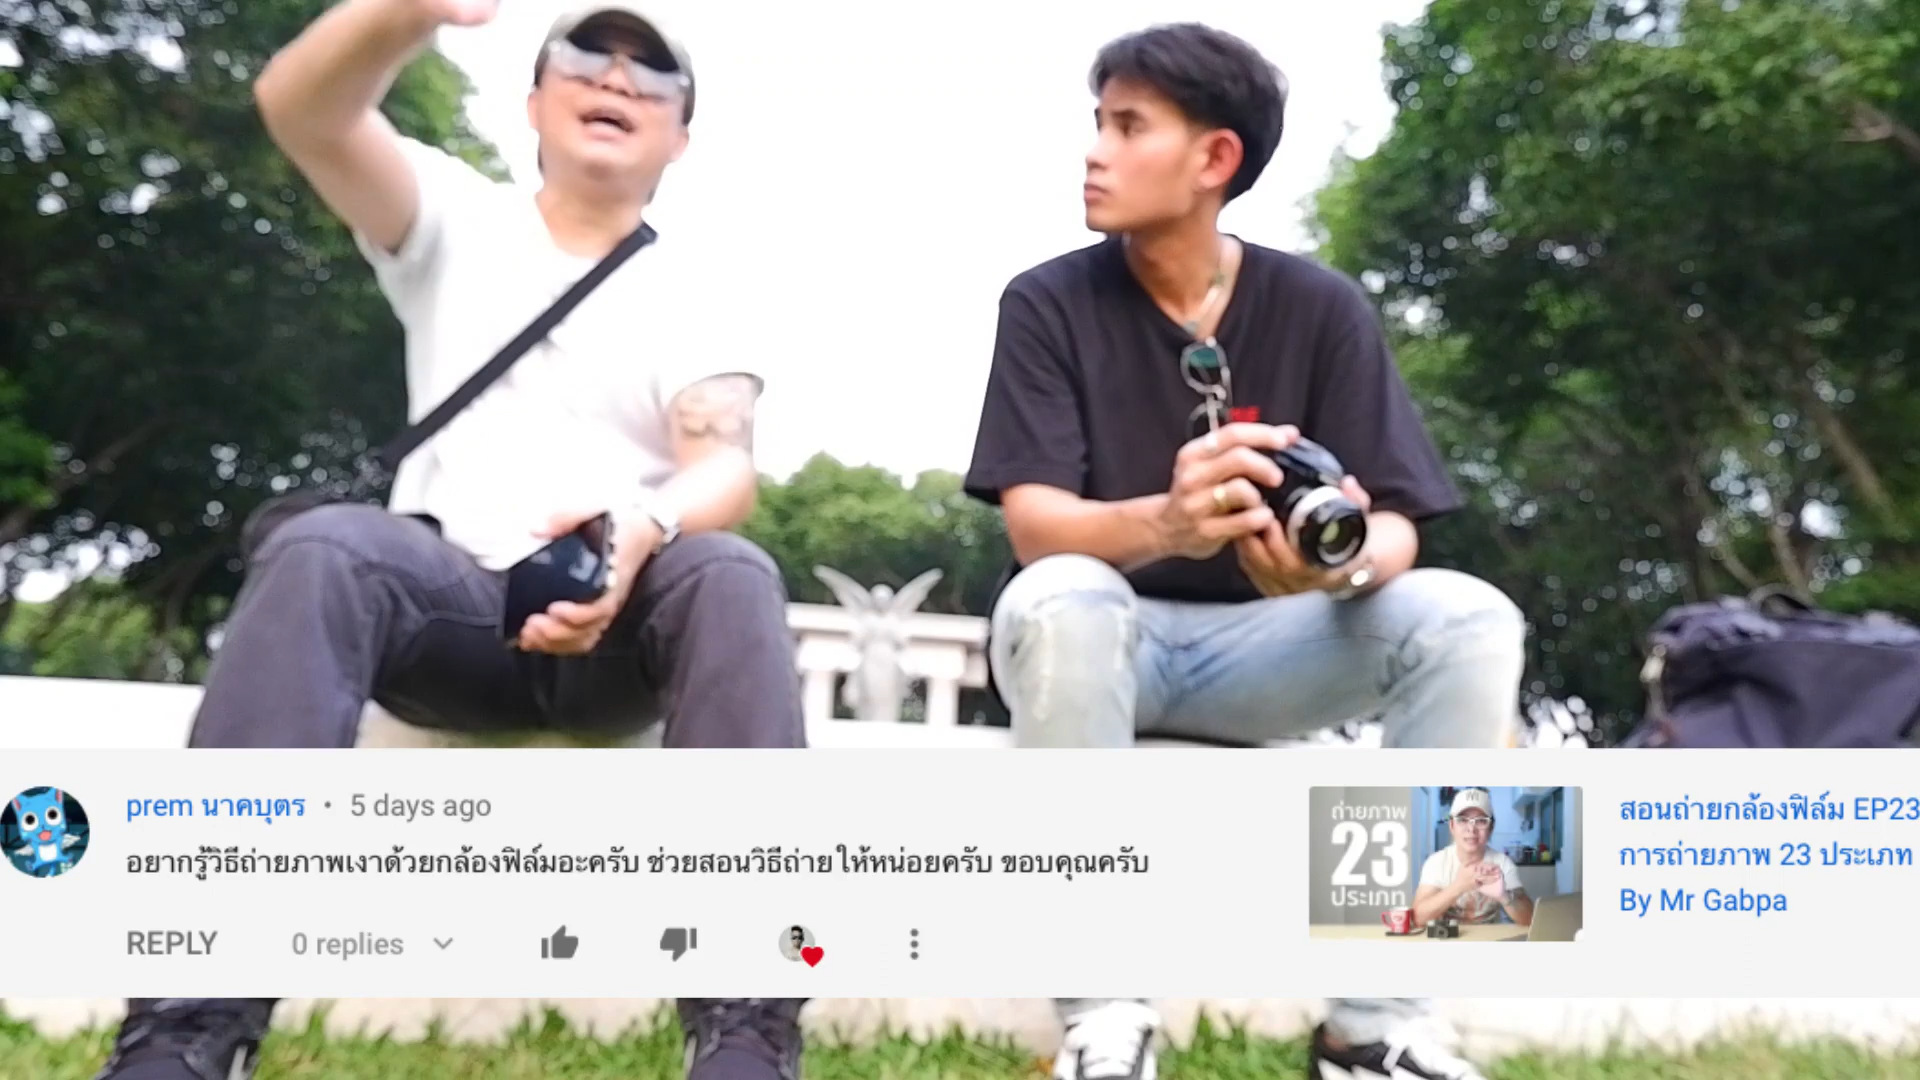 prem นาคบุตร • 5 days ago
อยากรู้วิธีถ่ายภาพเงาด้วยกล้องฟิล์มอะครับ ช่วยสอนวิธีถ่ายให้หน่อยครับ ขอบคุณครับ
REPLY 0 replies
ถ่ายภาพ
23
ประเภท
สอนถ่ายกล้องฟิล์ม EP23
การถ่ายภาพ 23 ประเภท
By Mr Gabpa